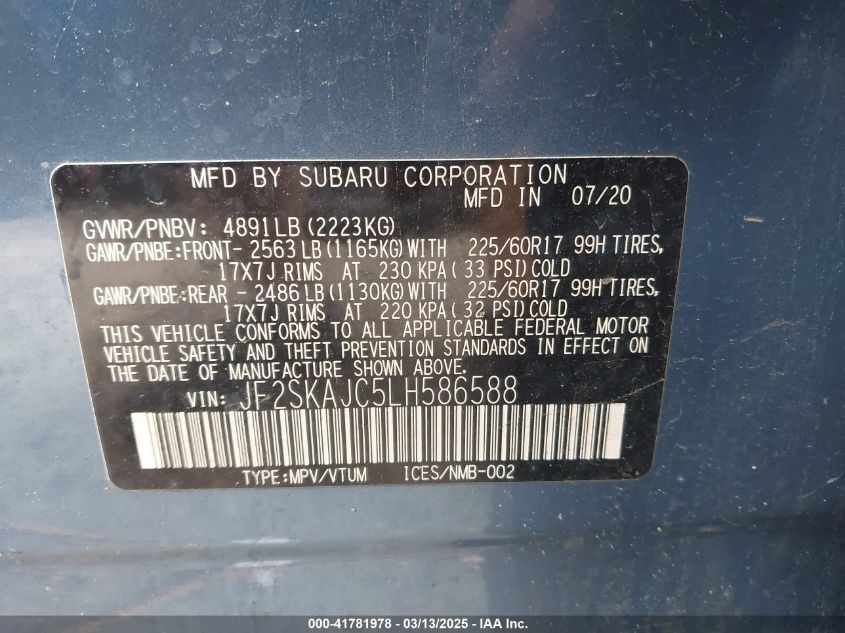 MFD BY SUBARU CORPORATION
MFD IN 07/20
GVWR/PNBV: 4891LB(2223KG)
GAWR/PNBE:FRONT- 2563LB(1165KG)WITH 225/60R17 99H TIRES,
17X7J RIMS AT 230 KPA(33 PSI)COLD
GAWR/PNBE:REAR - 2486LB(1130KG)WITH 225/60R17 99H TIRES,
17X7J RIMS AT 220 KPA(32 PSI)COLD
THIS VEHICLE CONFORMS TO ALL APPLICABLE FEDERAL MOTOR
VEHICLE SAFETY AND THEFT PREVENTION STANDARDS IN EFFECT ON
THE DATE OF MANUFACTURE SHOWN ABOVE.
VIN: JF2SKAJC5LH586588
TYPE:MPV/VTUM ICES/NMB-002
000-41781978 - 03/13/2025 - IAA Inc.